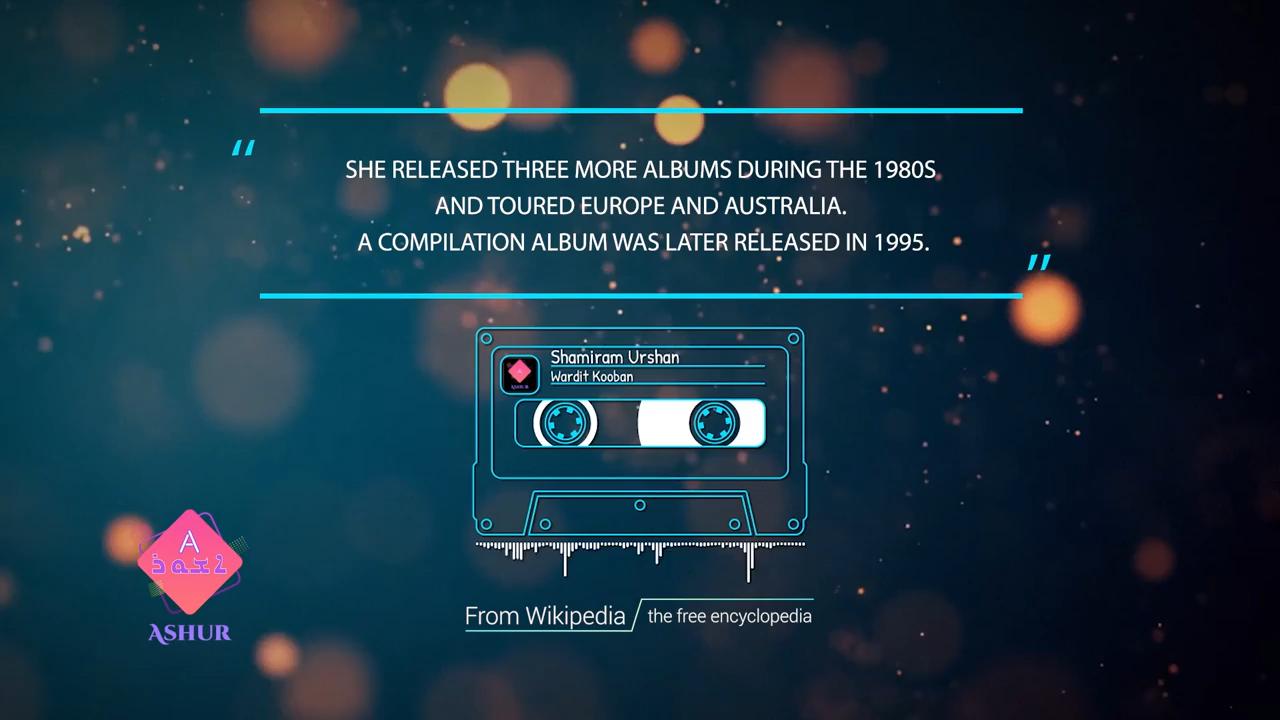 “
SHE RELEASED THREE MORE ALBUMS DURING THE 1980S
AND TOURED EUROPE AND AUSTRALIA.
A COMPILATION ALBUM WAS LATER RELEASED IN 1995.
”
Shamiram Urshan
Wardit Kooban
ASHUR
A
ASHUR
From Wikipedia / the free encyclopedia